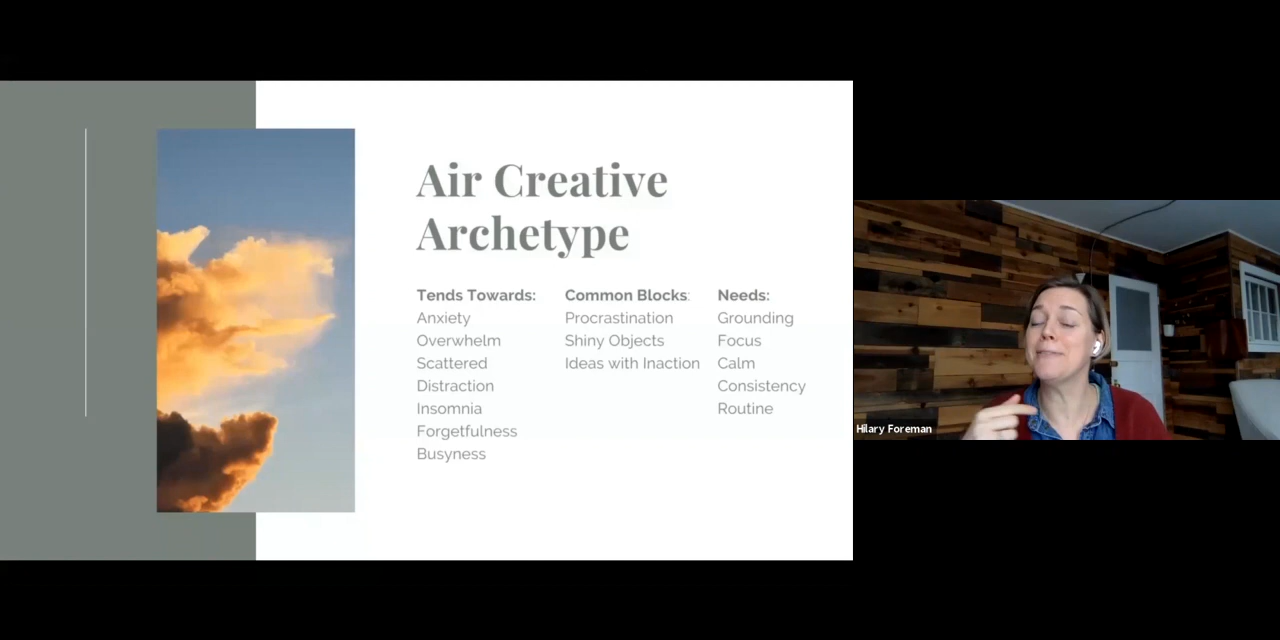 Air Creative
Archetype
Tends Towards:
Anxiety
Overwhelm
Scattered
Distraction
Insomnia
Forgetfulness
Busyness
Common Blocks:
Procrastination
Shiny Objects
Ideas with Inaction
Needs:
Grounding
Focus
Calm
Consistency
Routine
Hilary Foreman